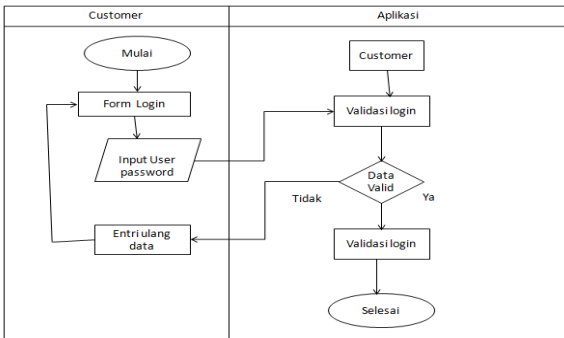 Customer
Aplikasi
Mulai
Customer
Form Login
Validasi login
Input User
password
Data
Valid
Tidak
Ya
Entri ulang
data
Validasi login
Selesai